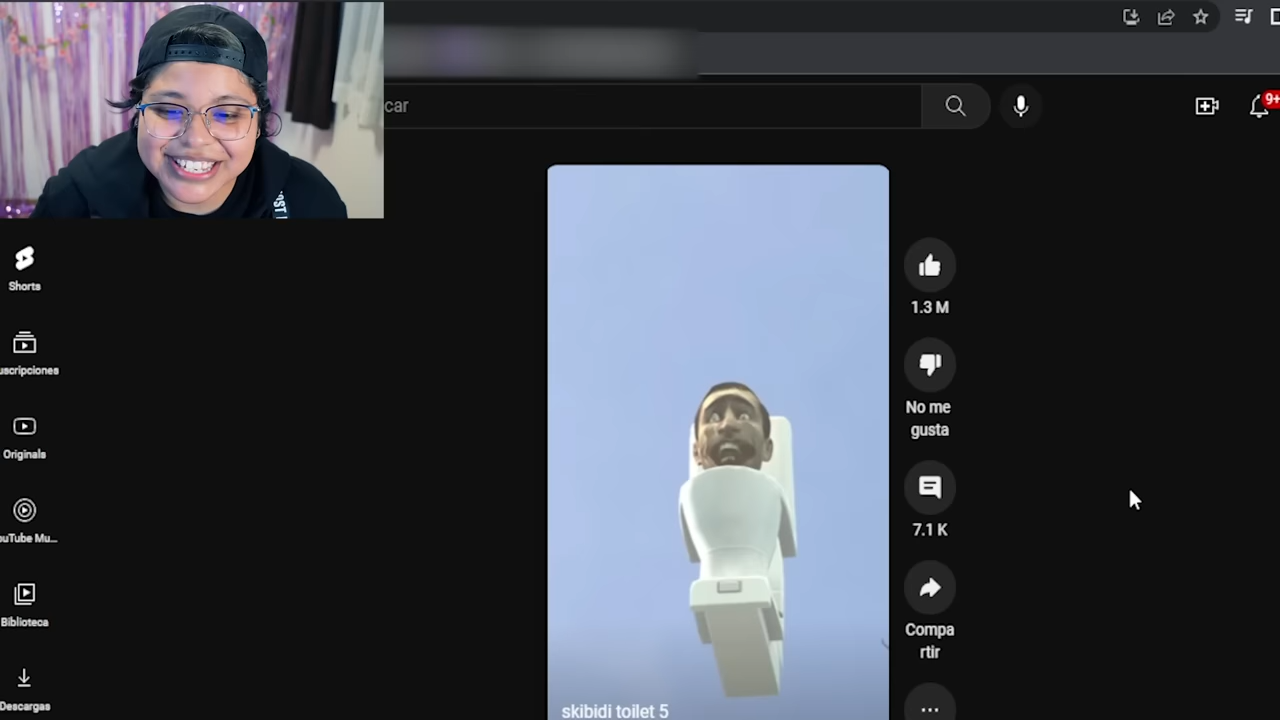 car
9+
Shorts
uscripciones
Originals
ouTube Mu...
Biblioteca
Descargas
1.3 M
No me
gusta
7.1 K
Compa
rtir
skibidi toilet 5